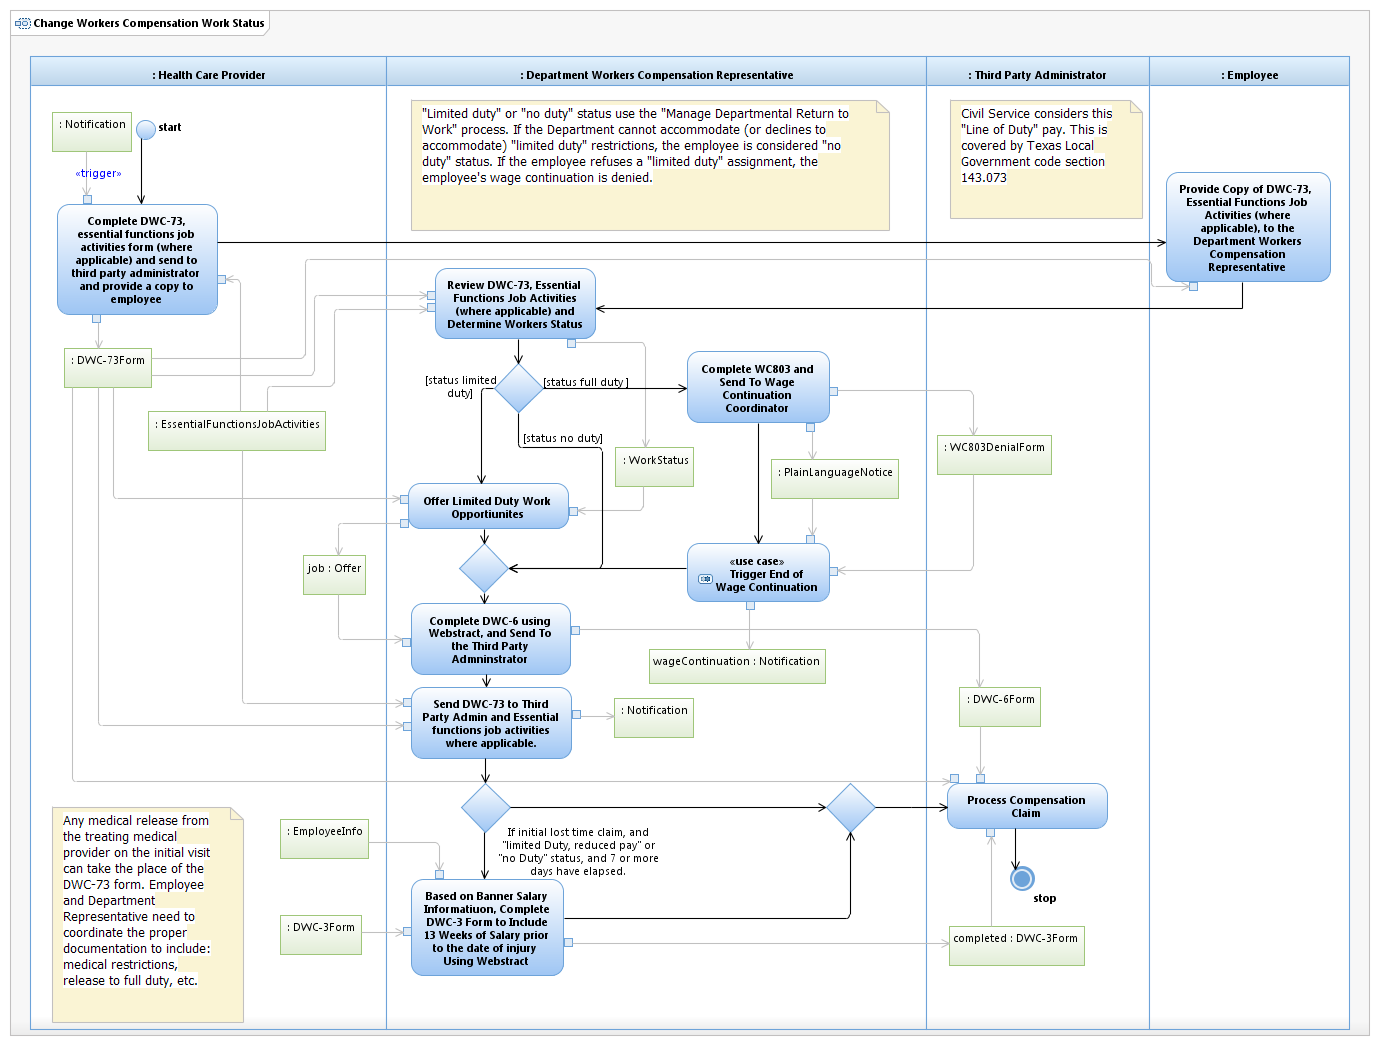 Change Workers Compensation Work Status
: Health Care Provider
: Department Workers Compensation Representative
: Third Party Administrator
: Employee
: Notification
start
«trigger»
"Limited duty" or "no duty" status use the "Manage Departmental Return to
Work" process. If the Department cannot accommodate (or declines to
accommodate) "limited duty" restrictions, the employee is considered "no
duty" status. If the employee refuses a "limited duty" assignment, the
employee's wage continuation is denied.
Civil Service considers this
"Line of Duty" pay. This is
covered by Texas Local
Government code section
143.073
Provide Copy of DWC-73,
Essential Functions Job
Activities (where
applicable), to the
Department Workers
Compensation
Representative
Complete DWC-73,
essential functions job
activities form (where
applicable) and send to
third party administrator
and provide a copy to
employee
Review DWC-73, Essential
Functions Job Activities
(where applicable) and
Determine Workers Status
: DWC-73Form
[status limited
duty]
[status full duty ]
[status no duty]
Complete WC803 and
Send To Wage
Continuation
Coordinator
: EssentialFunctionsJobActivities
: WorkStatus
: PlainLanguageNotice
: WC803DenialForm
Offer Limited Duty Work
Opportunites
job : Offer
«use case»
Trigger End of
Wage Continuation
Complete DWC-6 using
Webstract, and Send To
the Third Party
Admninstrator
wageContinuation : Notification
Send DWC-73 to Third
Party Admin and Essential
functions job activities
where applicable.
: Notification
: DWC-6Form
Process Compensation
Claim
If initial lost time claim, and
"limited Duty, reduced pay" or
"no Duty" status, and 7 or more
days have elapsed.
Any medical release from
the treating medical
provider on the initial visit
can take the place of the
DWC-73 form. Employee
and Department
Representative need to
coordinate the proper
documentation to include:
medical restrictions,
release to full duty, etc.
: EmployeeInfo
: DWC-3Form
Based on Banner Salary
Informatiuon, Complete
DWC-3 Form to Include
13 Weeks of Salary prior
to the date of injury
Using Webstract
stop
completed : DWC-3Form